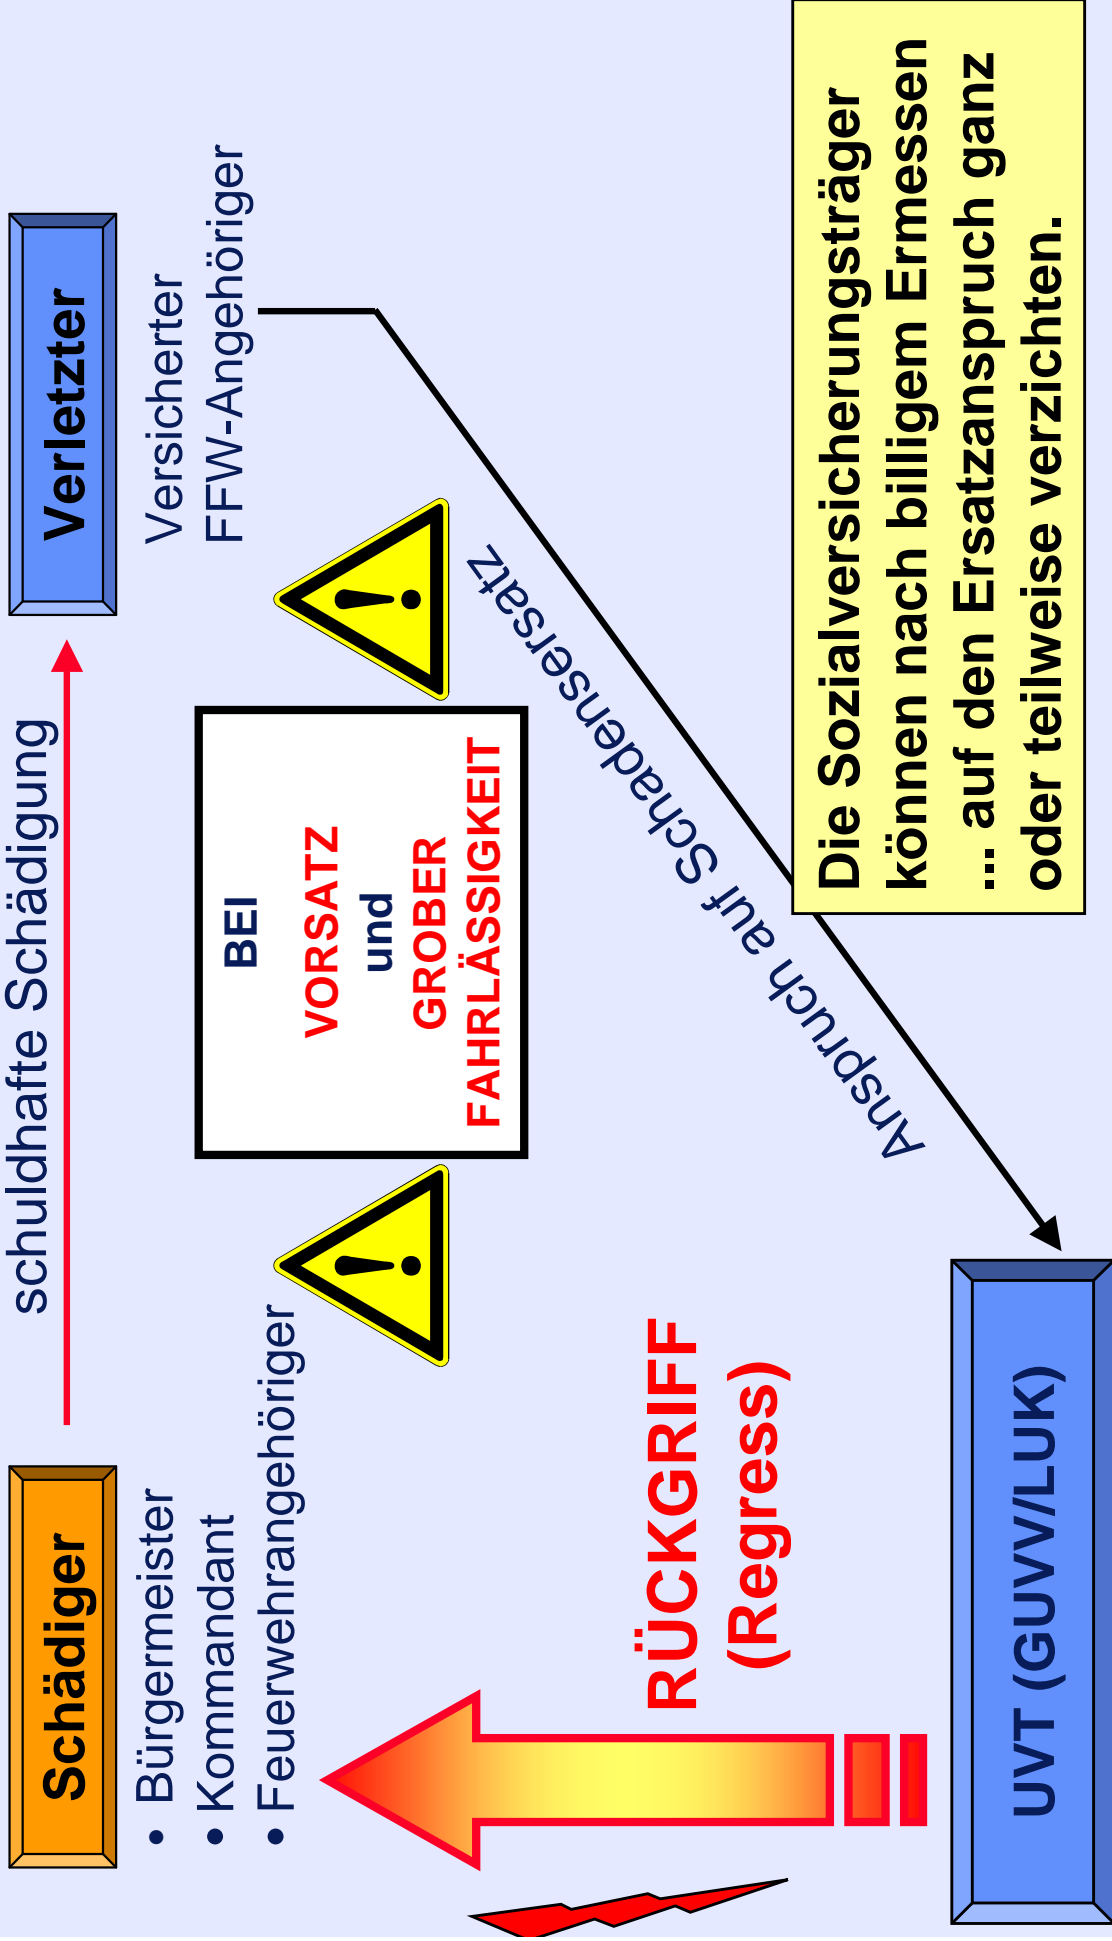 Schädiger
schuldhafte Schädigung
Verletzter
• Bürgermeister
• Kommandant
• Feuerwehrangehöriger
Versicherter
FFW-Angehöriger
BEI
VORSATZ
und
GROBER
FAHRLÄSSIGKEIT
Anspruch auf Schadensersatz
RÜCKGRIFF
(Regress)
Die Sozialversicherungsträger
können nach billigem Ermessen
... auf den Ersatzanspruch ganz
oder teilweise verzichten.
UVT (GUVV/LUK)